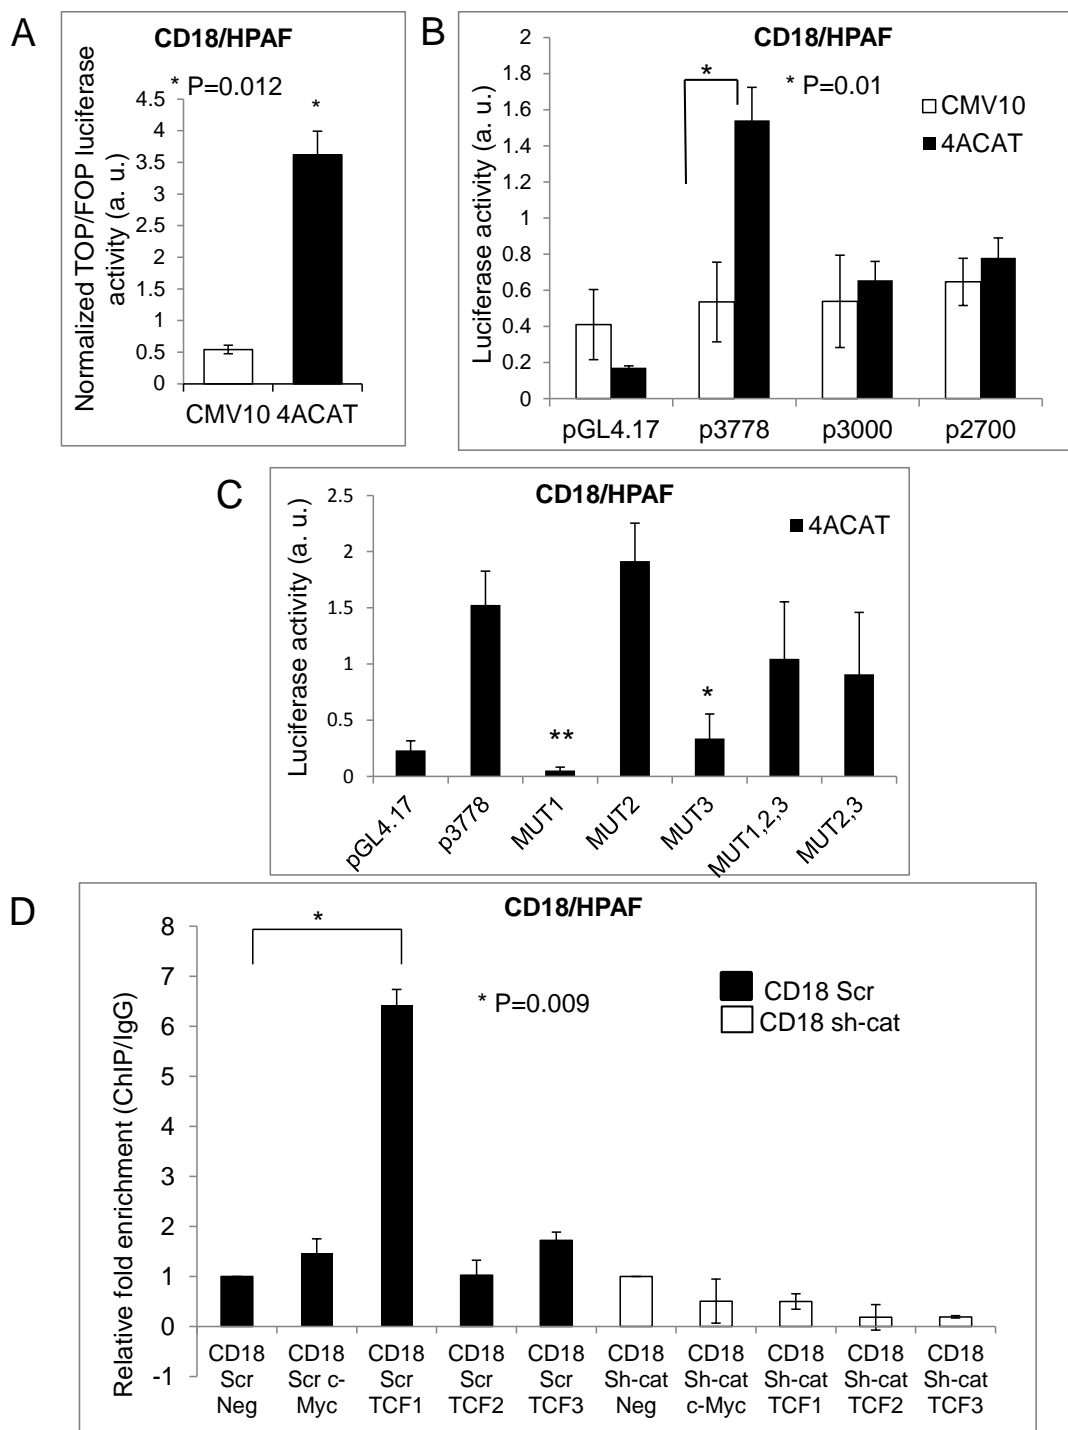 A
CD18/HPAF
* P=0.012
*
Normalized TOP/FOP luciferase
activity (a. u.)
4.5
4
3.5
3
2.5
2
1.5
1
0.5
0
CMV10 4ACAT
B
CD18/HPAF
* P=0.01
*
CMV10
4ACAT
Luciferase activity (a. u.)
2
1.8
1.6
1.4
1.2
1
0.8
0.6
0.4
0.2
0
pGL4.17 p3778 p3000 p2700
C
CD18/HPAF
4ACAT
Luciferase activity (a. u.)
2.5
2
1.5
1
0.5
0
**
*
pGL4.17
p3778
MUT1
MUT2
MUT3
MUT1,2,3
MUT2,3
D
CD18/HPAF
*
* P=0.009
CD18 Scr
CD18 sh-cat
Relative fold enrichment (ChIP/IgG)
8
7
6
5
4
3
2
1
0
-1
CD18
Scr
Neg
CD18
Scr c-
Myc
CD18
Scr
TCF1
CD18
Scr
TCF2
CD18
Scr
TCF3
CD18
Sh-cat
Neg
CD18
Sh-cat
c-Myc
CD18
Sh-cat
TCF1
CD18
Sh-cat
TCF2
CD18
Sh-cat
TCF3